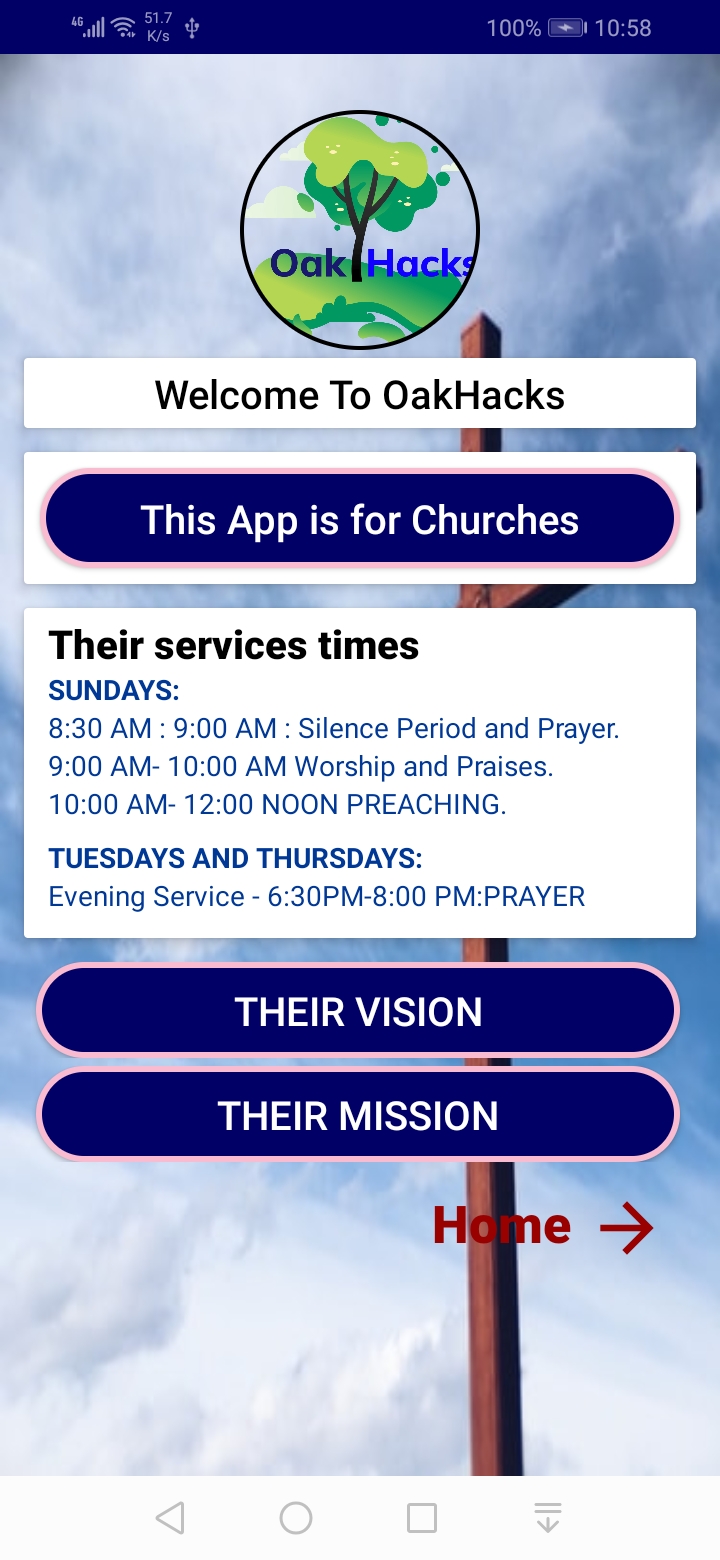 4G 51.7 K/s 100% 10:58
Oak Hacks
Welcome To OakHacks
This App is for Churches
Their services times
SUNDAYS:
8:30 AM : 9:00 AM : Silence Period and Prayer.
9:00 AM- 10:00 AM Worship and Praises.
10:00 AM- 12:00 NOON PREACHING.
TUESDAYS AND THURSDAYS:
Evening Service - 6:30PM-8:00 PM:PRAYER
THEIR VISION
THEIR MISSION
Home